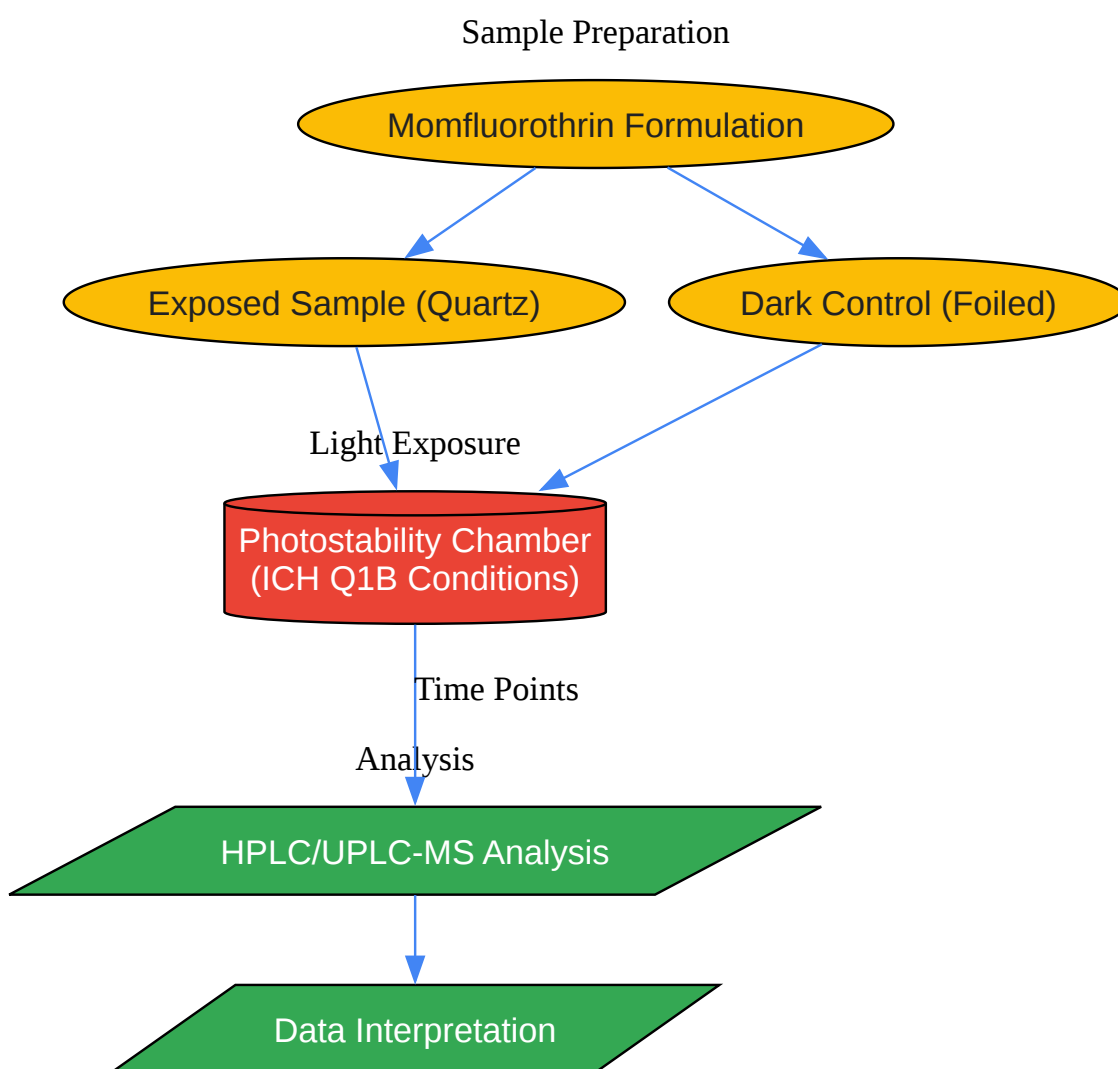 Sample Preparation
Momfluorothrin Formulation
Exposed Sample (Quartz)
Dark Control (Foiled)
Light Exposure
Photostability Chamber
(ICH Q1B Conditions)
Time Points
Analysis
HPLC/UPLC-MS Analysis
Data Interpretation